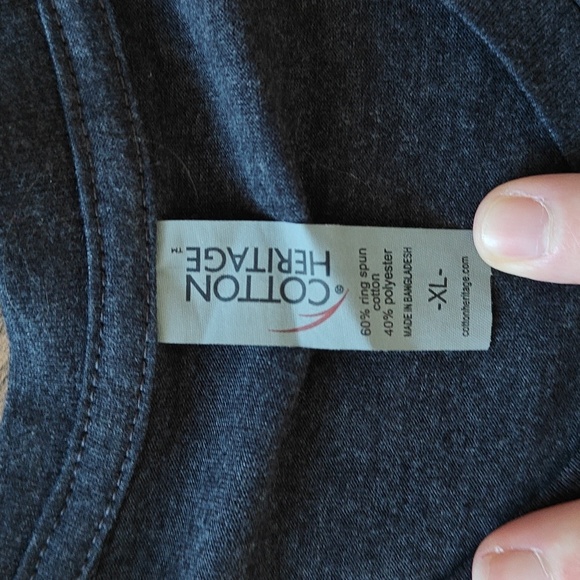 COTTON
HERITAGE™
®
60% ring spun
cotton
40% polyester
MADE IN BANGLADESH
-XL-
cottonheritage.com